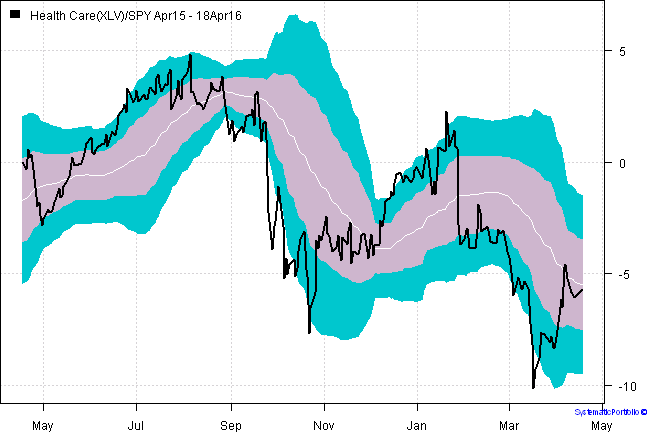 Health Care(XLV)/SPY Apr15 - 18Apr16
5
0
-5
-10
SystematicPortfolio ©
May Jul Sep Nov Jan Mar May